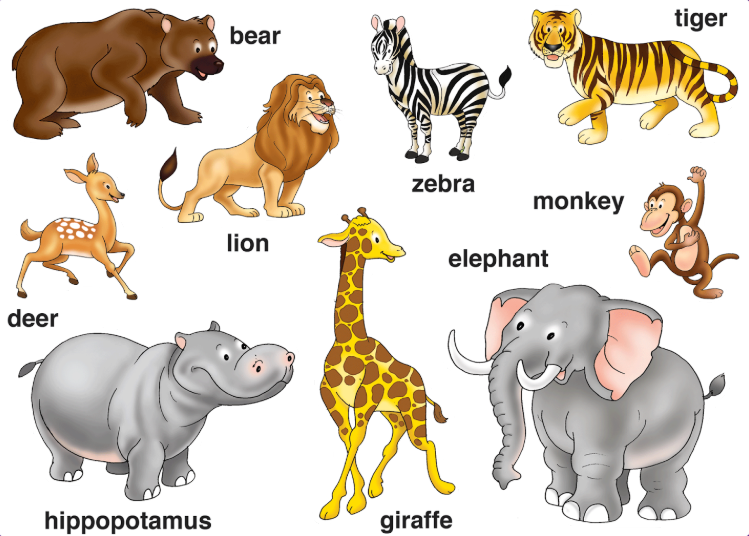 bear
tiger
zebra
monkey
lion
elephant
deer
hippopotamus
giraffe